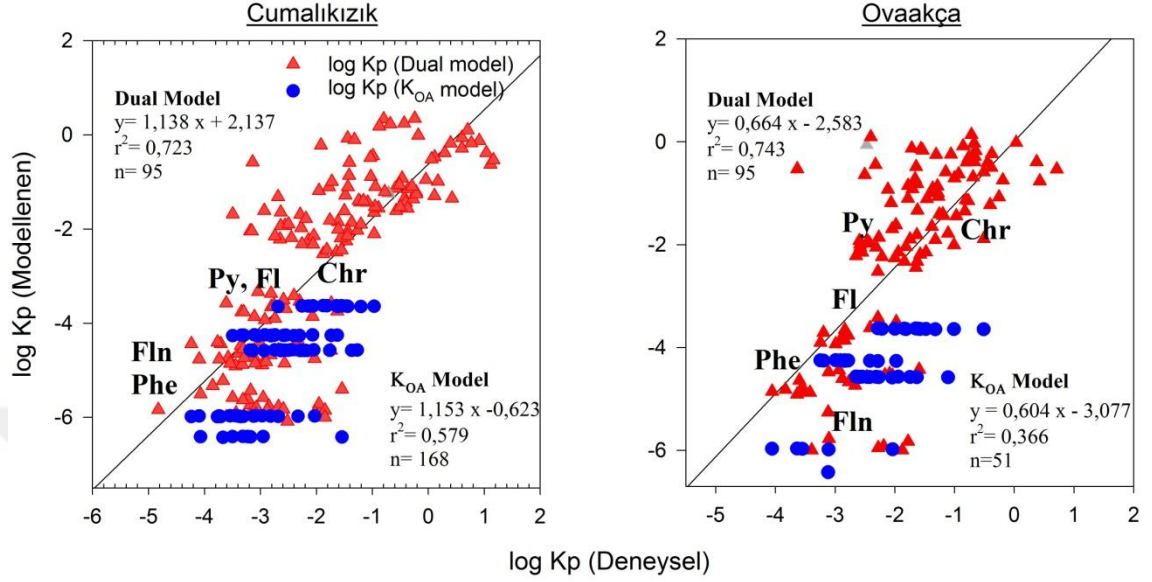 Cumalıkızık
Ovaakça
log Kp (Modellenen)
2
0
-2
-4
-6
log Kp (Dual model)
log Kp (KOA model)
Dual Model
y= 1,138 x + 2,137
r²= 0,723
n= 95
Py, Fl
Chr
Fln
Phe
KOA Model
y= 1,153 x -0,623
r²= 0,579
n= 168
-6 -5 -4 -3 -2 -1 0 1 2
2
0
-2
-4
-6
Dual Model
y= 0,664 x - 2,583
r²= 0,743
n= 95
Py
Chr
Fl
Phe
Fln
KOA Model
y = 0,604 x - 3,077
r²= 0,366
n=51
-5 -4 -3 -2 -1 0 1 2
log Kp (Deneysel)